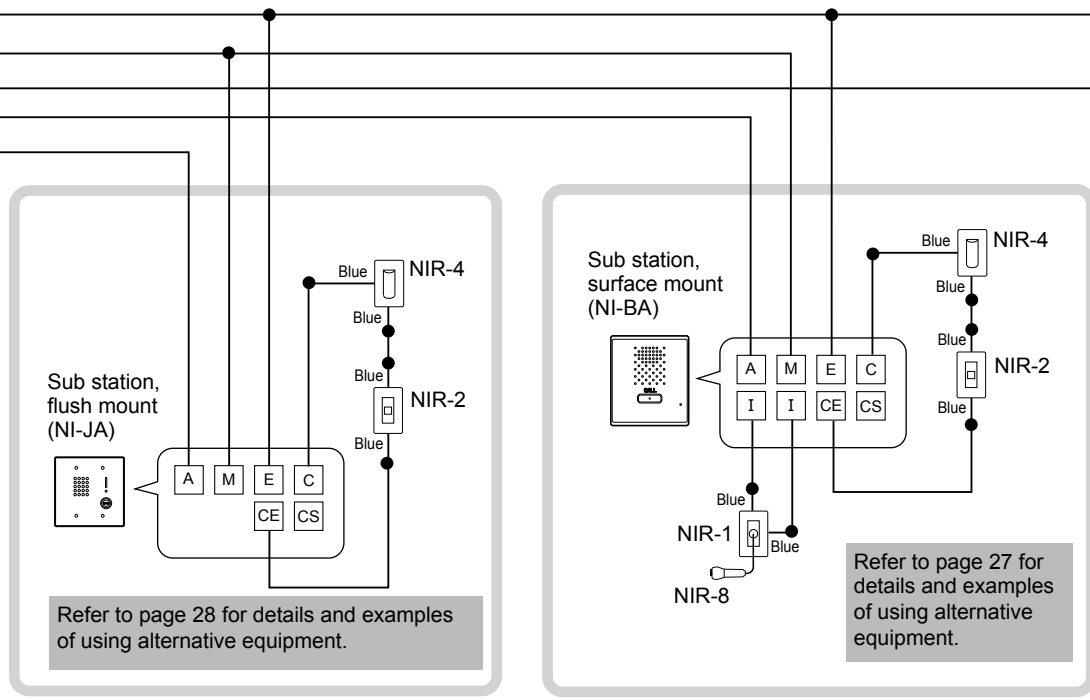 Sub station,
flush mount
(NI-JA)
Blue
NIR-4
Blue
Blue
NIR-2
Blue
A M E C
CE CS
Refer to page 28 for details and examples
of using alternative equipment.
Sub station,
surface mount
(NI-BA)
CALL
Blue
NIR-4
Blue
Blue
NIR-2
Blue
A M E C
I I CE CS
Blue
NIR-1
Blue
NIR-8
Refer to page 27 for
details and examples
of using alternative
equipment.